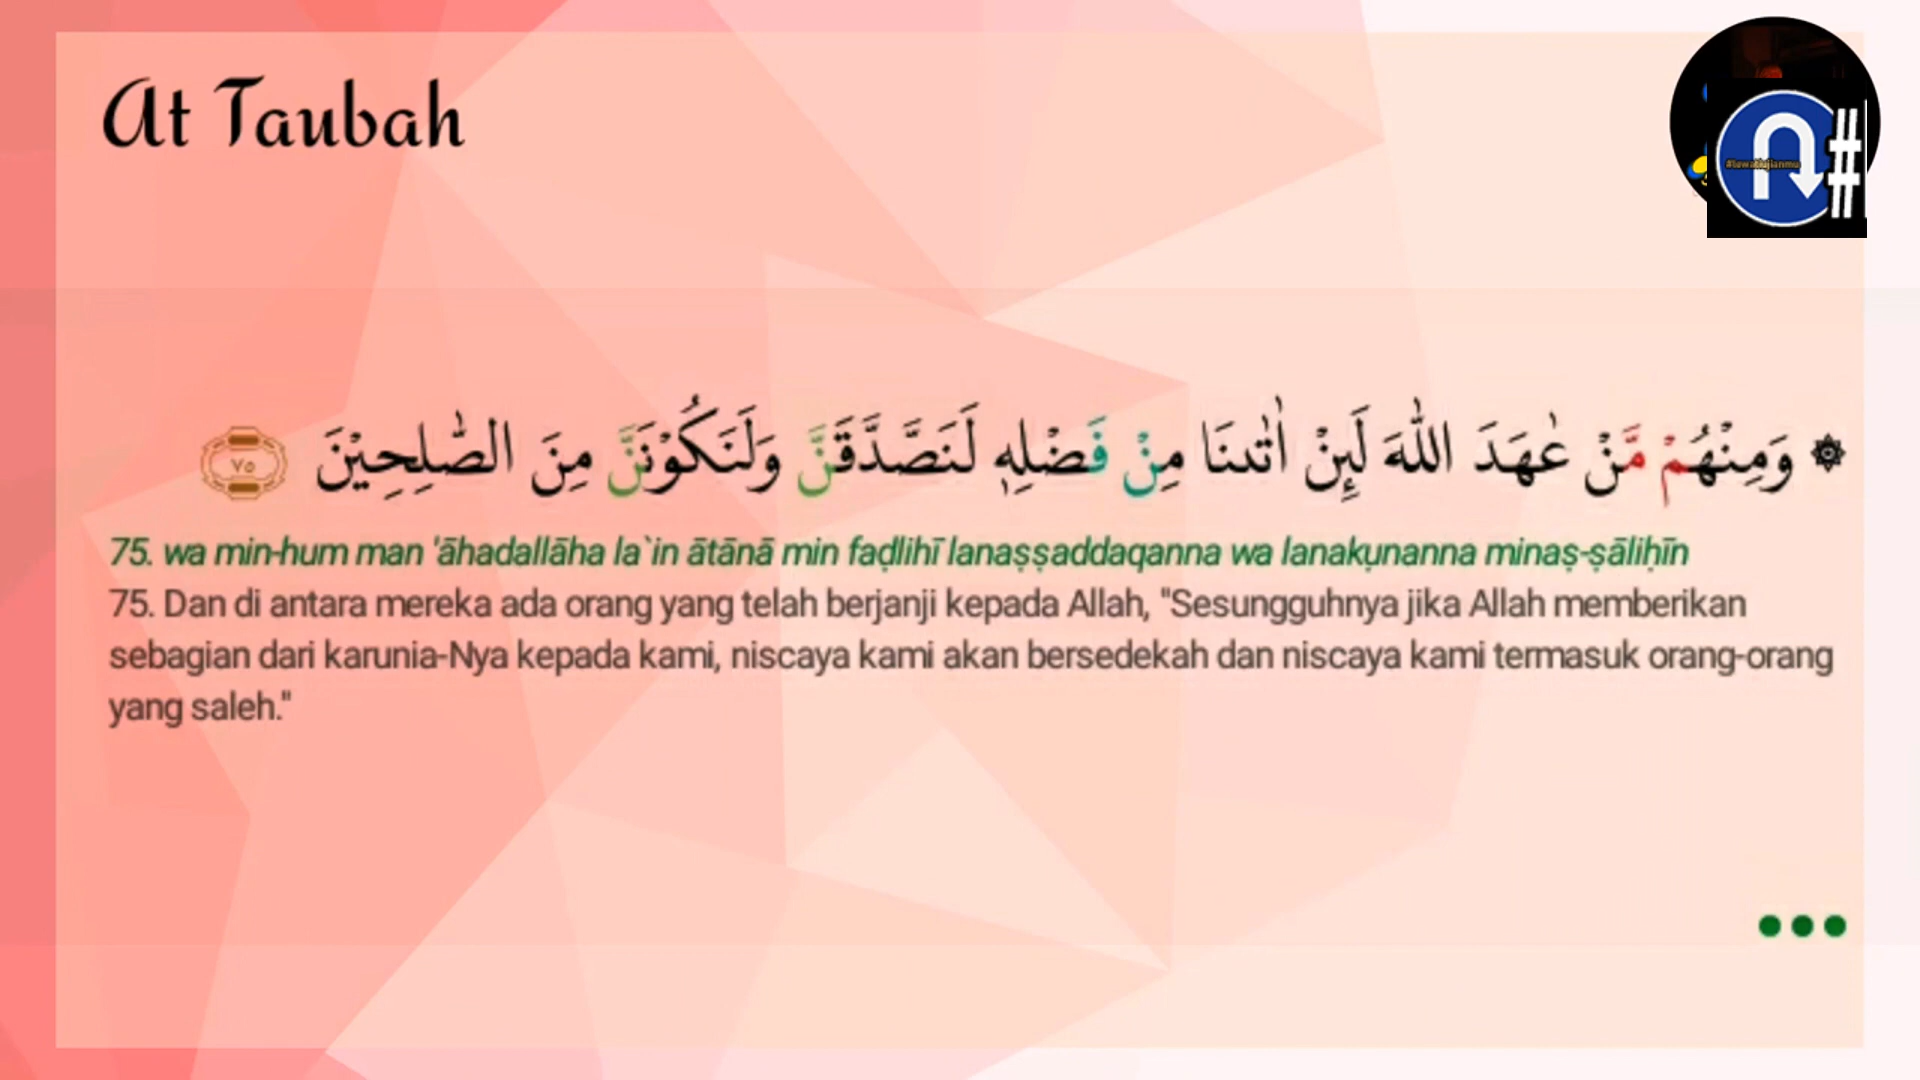 At Taubah
#lewatiujianmu
#
۞ وَمِنْهُمْ مَّنْ عٰهَدَ اللّٰهَ لَىِٕنْ اٰتٰىنَا مِنْ فَضْلِهٖ لَنَصَّدَّقَنَّ وَلَنَكُوْنَنَّ مِنَ الصّٰلِحِيْنَ ٧٥
75. wa min-hum man 'āhadallāha la`in ātānā min faḍlihī lanaṣṣaddaqanna wa lanakụnanna minaṣ-ṣāliḥīn
75. Dan di antara mereka ada orang yang telah berjanji kepada Allah, "Sesungguhnya jika Allah memberikan
sebagian dari karunia-Nya kepada kami, niscaya kami akan bersedekah dan niscaya kami termasuk orang-orang
yang saleh."